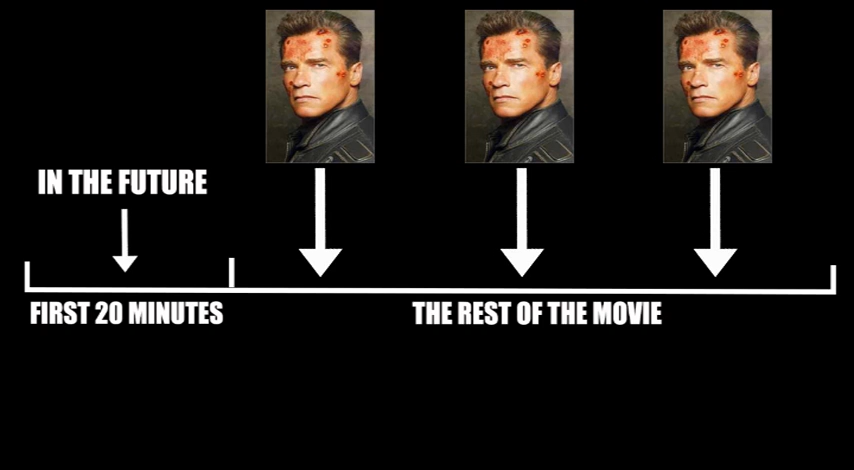 IN THE FUTURE
FIRST 20 MINUTES
THE REST OF THE MOVIE